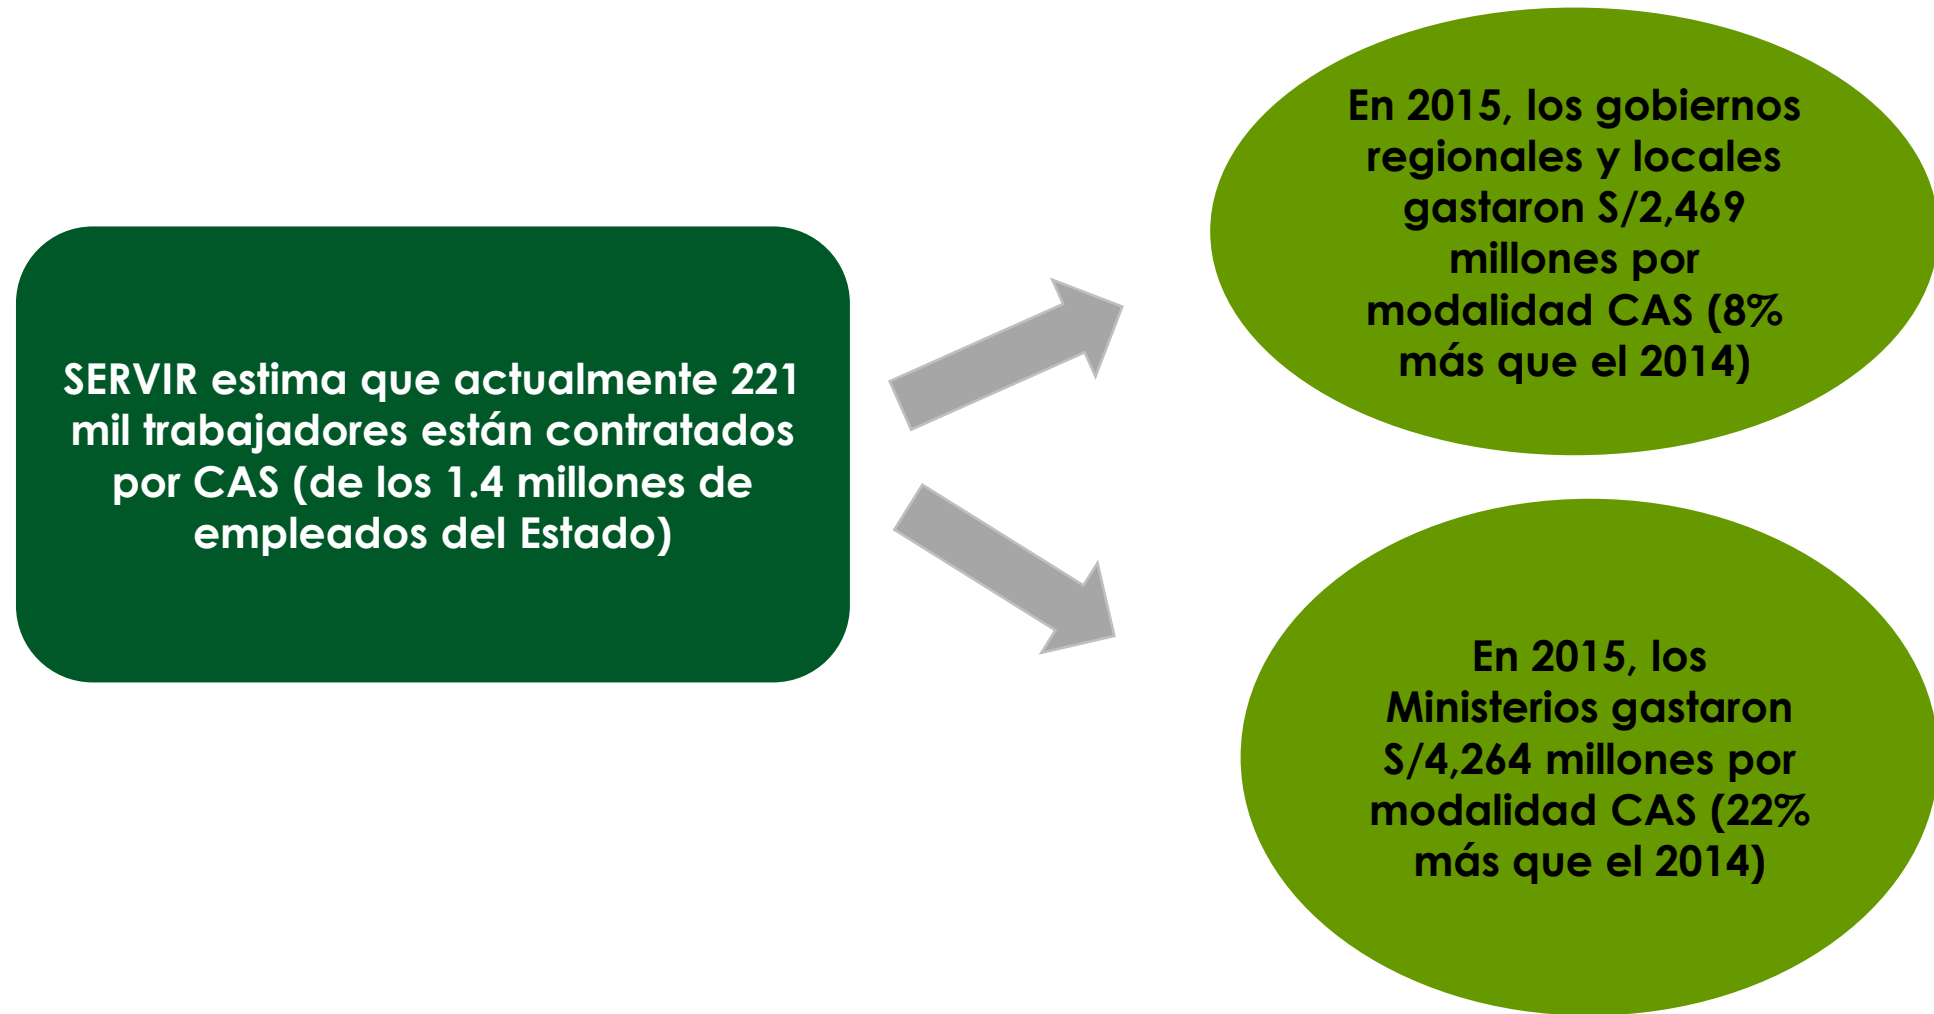 SERVIR estima que actualmente 221
mil trabajadores están contratados
por CAS (de los 1.4 millones de
empleados del Estado)
En 2015, los gobiernos
regionales y locales
gastaron S/2,469
millones por
modalidad CAS (8%
más que el 2014)
En 2015, los
Ministerios gastaron
S/4,264 millones por
modalidad CAS (22%
más que el 2014)